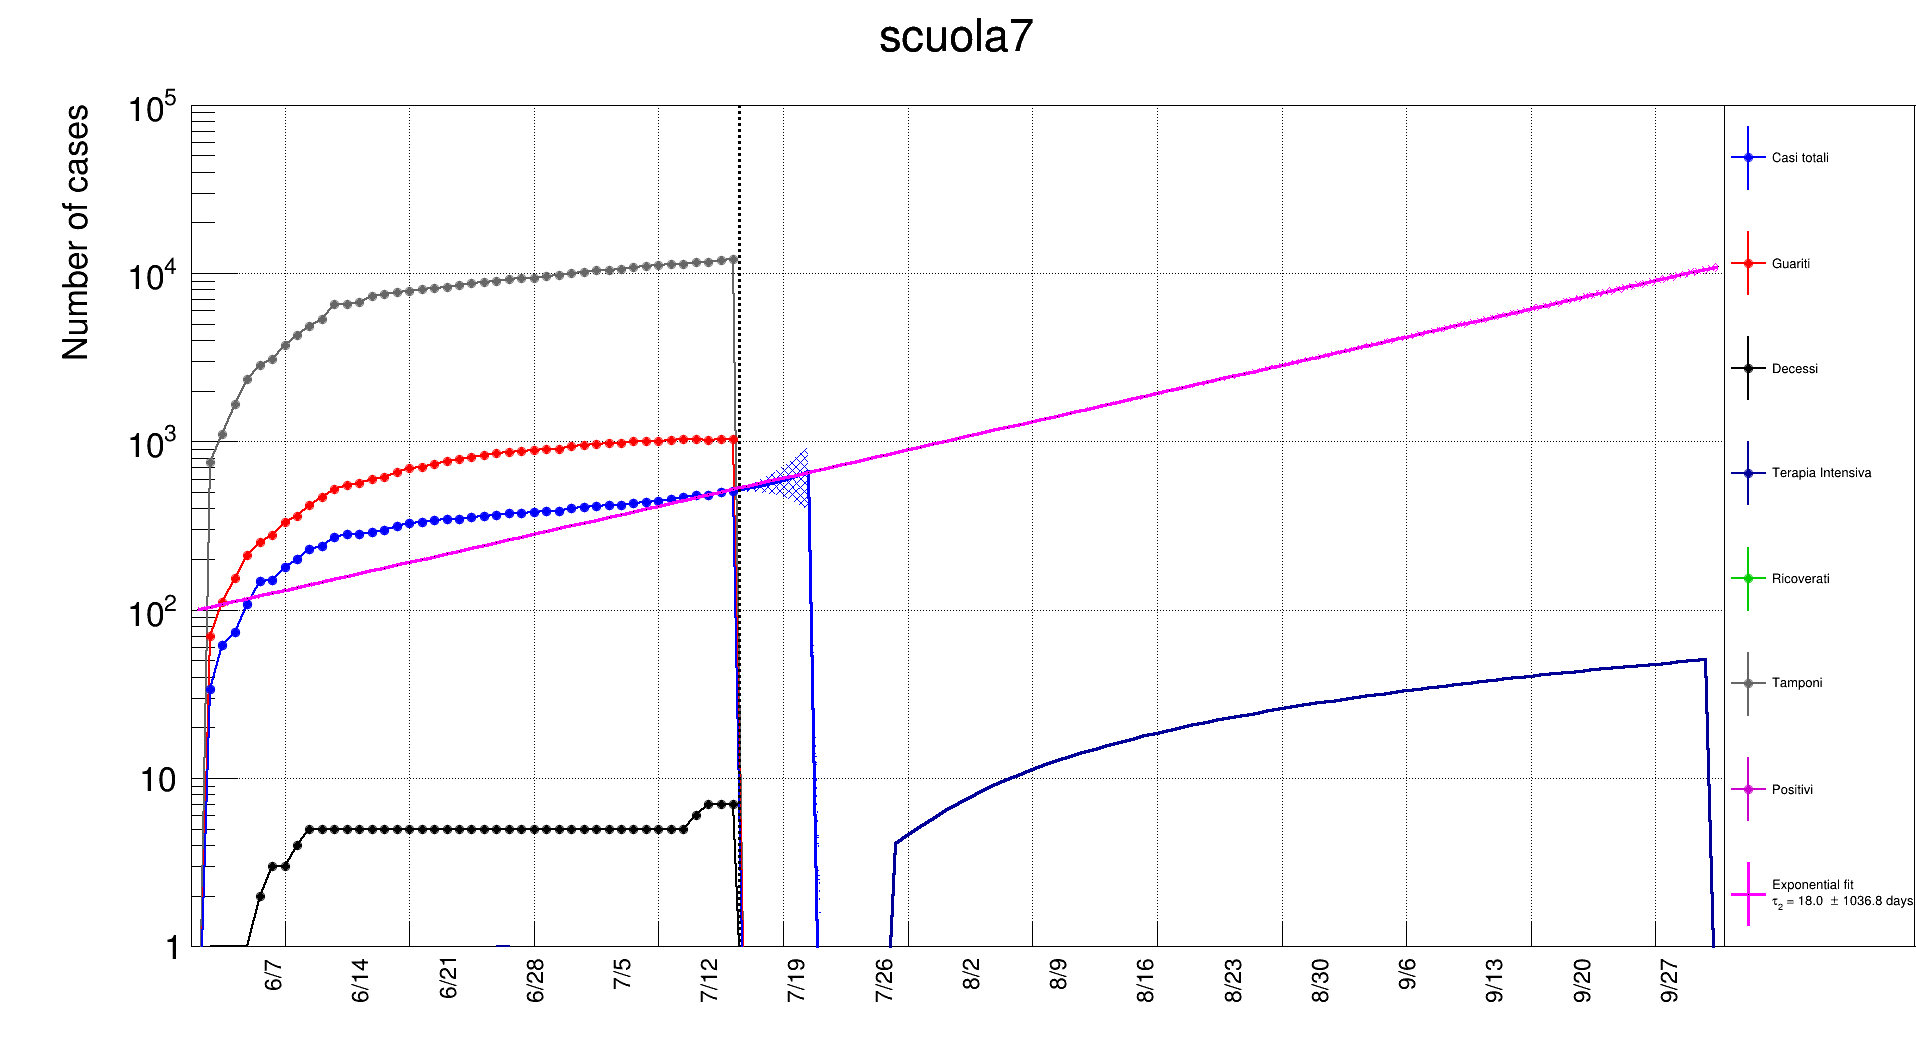 scuola7
Number of cases
10^5
10^4
10^3
10^2
10
1
6/7
6/14
6/21
6/28
7/5
7/12
7/19
7/26
8/2
8/9
8/16
8/23
8/30
9/6
9/13
9/20
9/27
Casi totali
Guariti
Decessi
Terapia Intensiva
Ricoverati
Tamponi
Positivi
Exponential fit
τ2 = 18.0 ± 1036.8 days